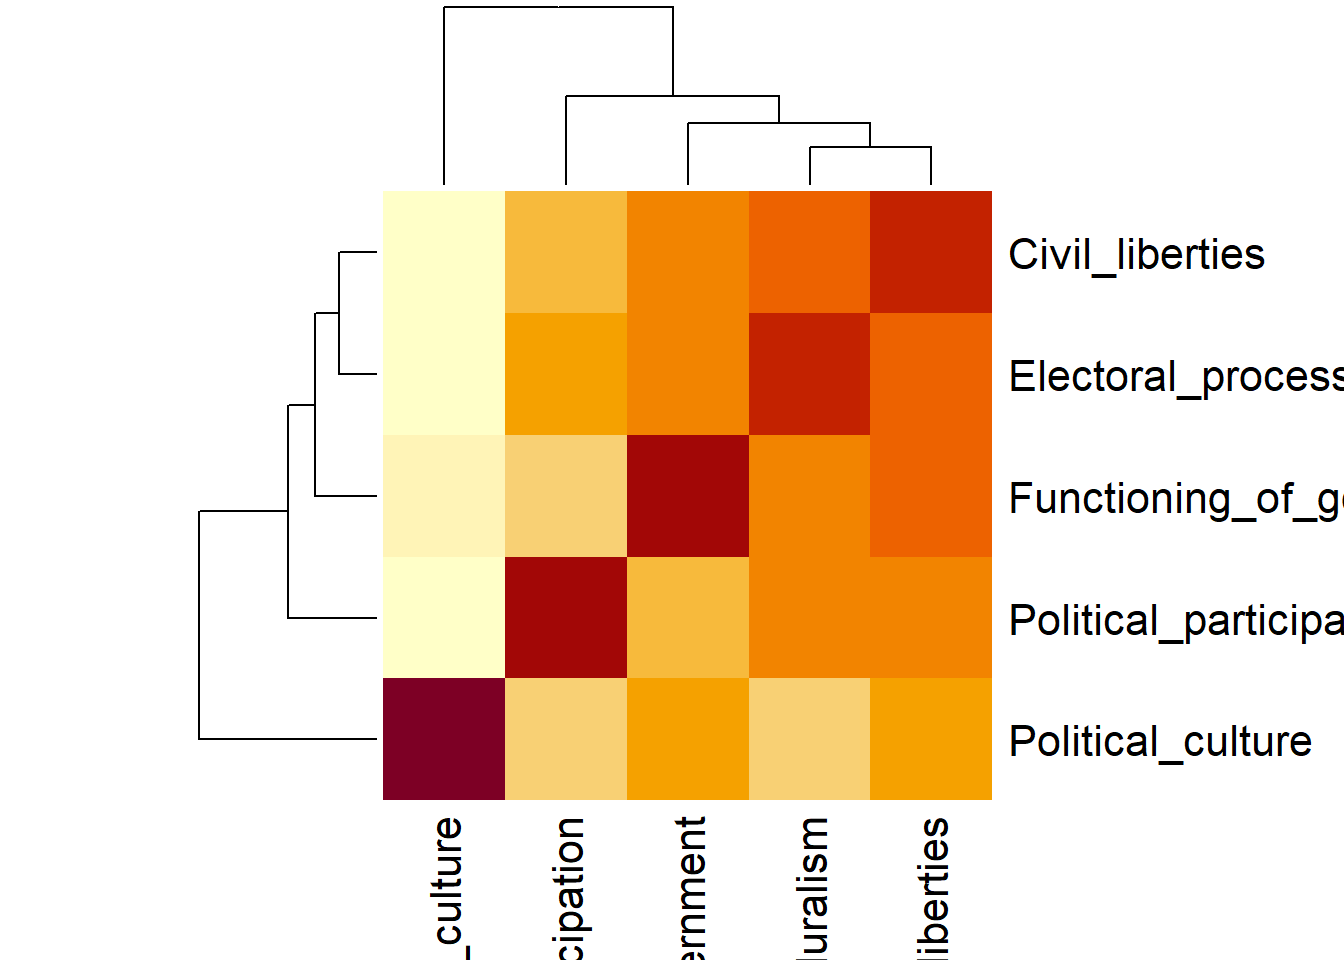 Civil_liberties
Electoral_process
Functioning_of_g
Political_participa
Political_culture
_culture
cipation
ernment
luralism
liberties